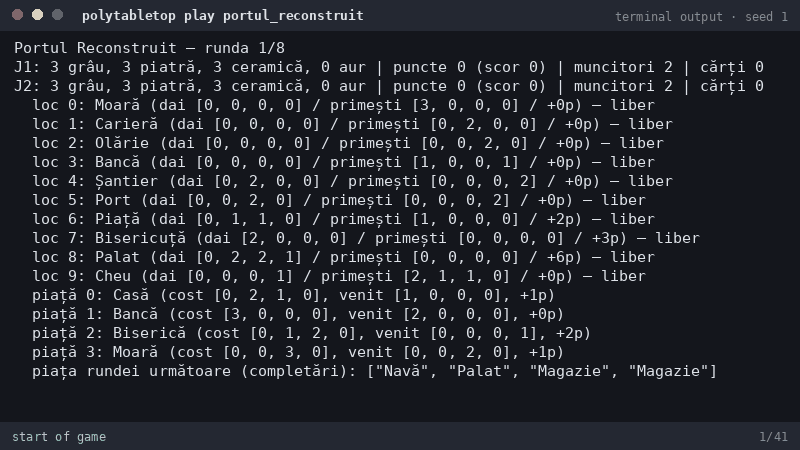 polytabletop play portul_reconstruit
terminal output · seed 1
Portul Reconstruit — runda 1/8
J1: 3 grâu, 3 piatră, 3 ceramică, 0 aur | puncte 0 (scor 0) | muncitori 2 | cărți 0
J2: 3 grâu, 3 piatră, 3 ceramică, 0 aur | puncte 0 (scor 0) | muncitori 2 | cărți 0
loc 0: Moară (dai [0, 0, 0, 0] / primești [3, 0, 0, 0] / +0p) — liber
loc 1: Carieră (dai [0, 0, 0, 0] / primești [0, 2, 0, 0] / +0p) — liber
loc 2: Olărie (dai [0, 0, 0, 0] / primești [0, 0, 2, 0] / +0p) — liber
loc 3: Bancă (dai [0, 0, 0, 0] / primești [1, 0, 0, 1] / +0p) — liber
loc 4: Șantier (dai [0, 2, 0, 0] / primești [0, 0, 0, 2] / +0p) — liber
loc 5: Port (dai [0, 0, 2, 0] / primești [0, 0, 0, 2] / +0p) — liber
loc 6: Piață (dai [0, 1, 1, 0] / primești [1, 0, 0, 0] / +2p) — liber
loc 7: Bisericuță (dai [2, 0, 0, 0] / primești [0, 0, 0, 0] / +3p) — liber
loc 8: Palat (dai [0, 2, 2, 1] / primești [0, 0, 0, 0] / +6p) — liber
loc 9: Cheu (dai [0, 0, 0, 1] / primești [2, 1, 1, 0] / +0p) — liber
piață 0: Casă (cost [0, 2, 1, 0], venit [1, 0, 0, 0], +1p)
piață 1: Bancă (cost [3, 0, 0, 0], venit [2, 0, 0, 0], +0p)
piață 2: Biserică (cost [0, 1, 2, 0], venit [0, 0, 0, 1], +2p)
piață 3: Moară (cost [0, 0, 3, 0], venit [0, 0, 2, 0], +1p)
piața rundei următoare (completări): ["Navă", "Palat", "Magazie", "Magazie"]
start of game
1/41